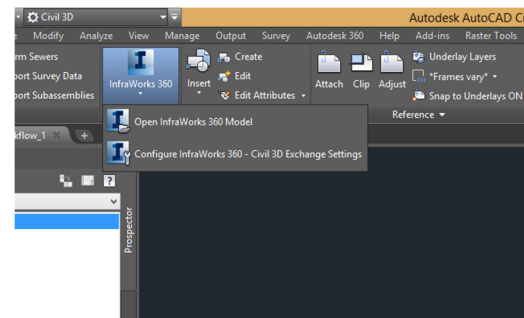 Civil 3D
Autodesk AutoCAD Ci
Modify Analyze View Manage Output Survey Autodesk 360 Help Add-ins Raster Tools
rm Sewers
port Survey Data
port Subassemblies
InfraWorks 360
Insert
Create
Edit
Edit Attributes
Attach Clip Adjust
Underlay Layers
*Frames vary*
Snap to Underlays ON
Reference
Open InfraWorks 360 Model
Configure InfraWorks 360 - Civil 3D Exchange Settings
kflow_1
Prospector